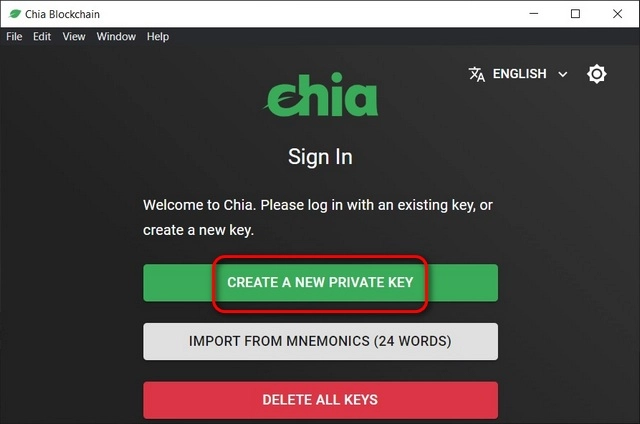 Chia Blockchain
File Edit View Window Help
ENGLISH
chia
Sign In
Welcome to Chia. Please log in with an existing key, or
create a new key.
CREATE A NEW PRIVATE KEY
IMPORT FROM MNEMONICS (24 WORDS)
DELETE ALL KEYS